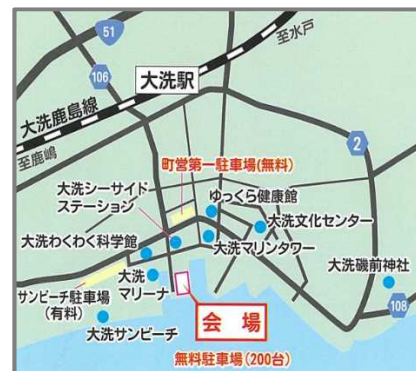 51
至水戸
106
大洗駅
大洗鹿島線
至鹿嶋
2
町営第一駐車場(無料)
大洗シーサイド
ステーション
ゆっくら健康館
大洗文化センター
大洗わくわく科学館
大洗マリンタワー
大洗磯前神社
サンビーチ駐車場
(有料)
大洗
マリーナ
108
会場
大洗サンビーチ
無料駐車場(200台)